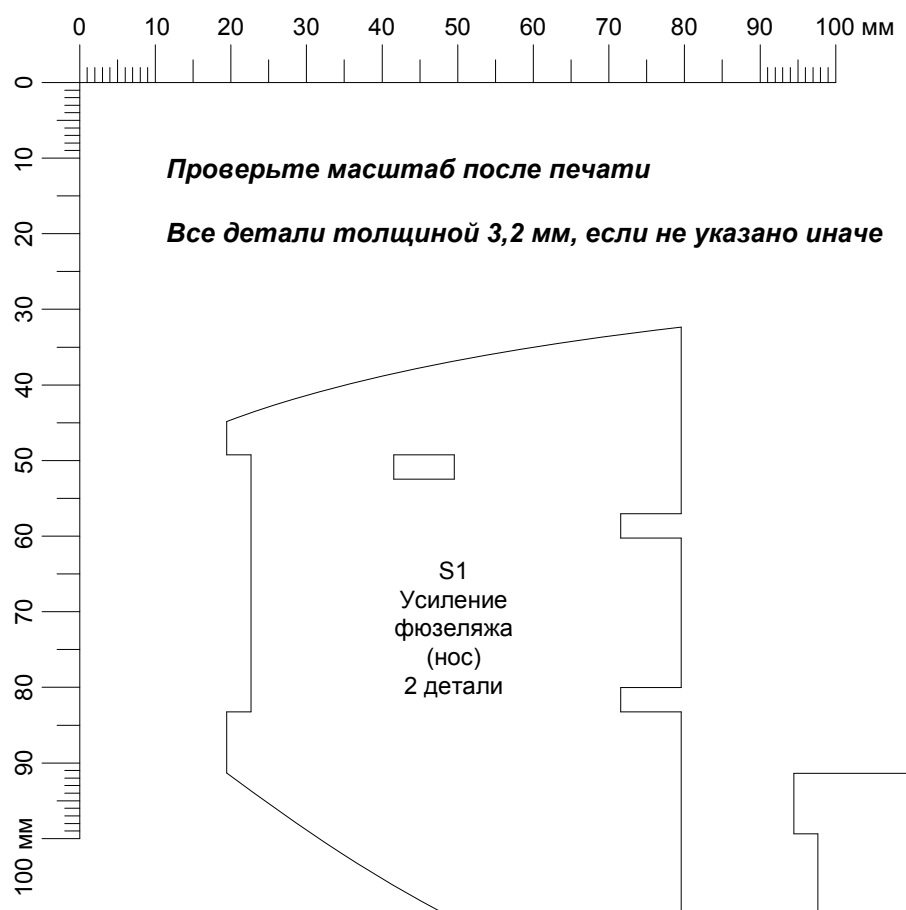 0 10 20 30 40 50 60 70 80 90 100 мм
0
10
20
30
40
50
60
70
80
90
100 мм
Проверьте масштаб после печати
Все детали толщиной 3,2 мм, если не указано иначе
S1
Усиление
фюзеляжа
(нос)
2 детали